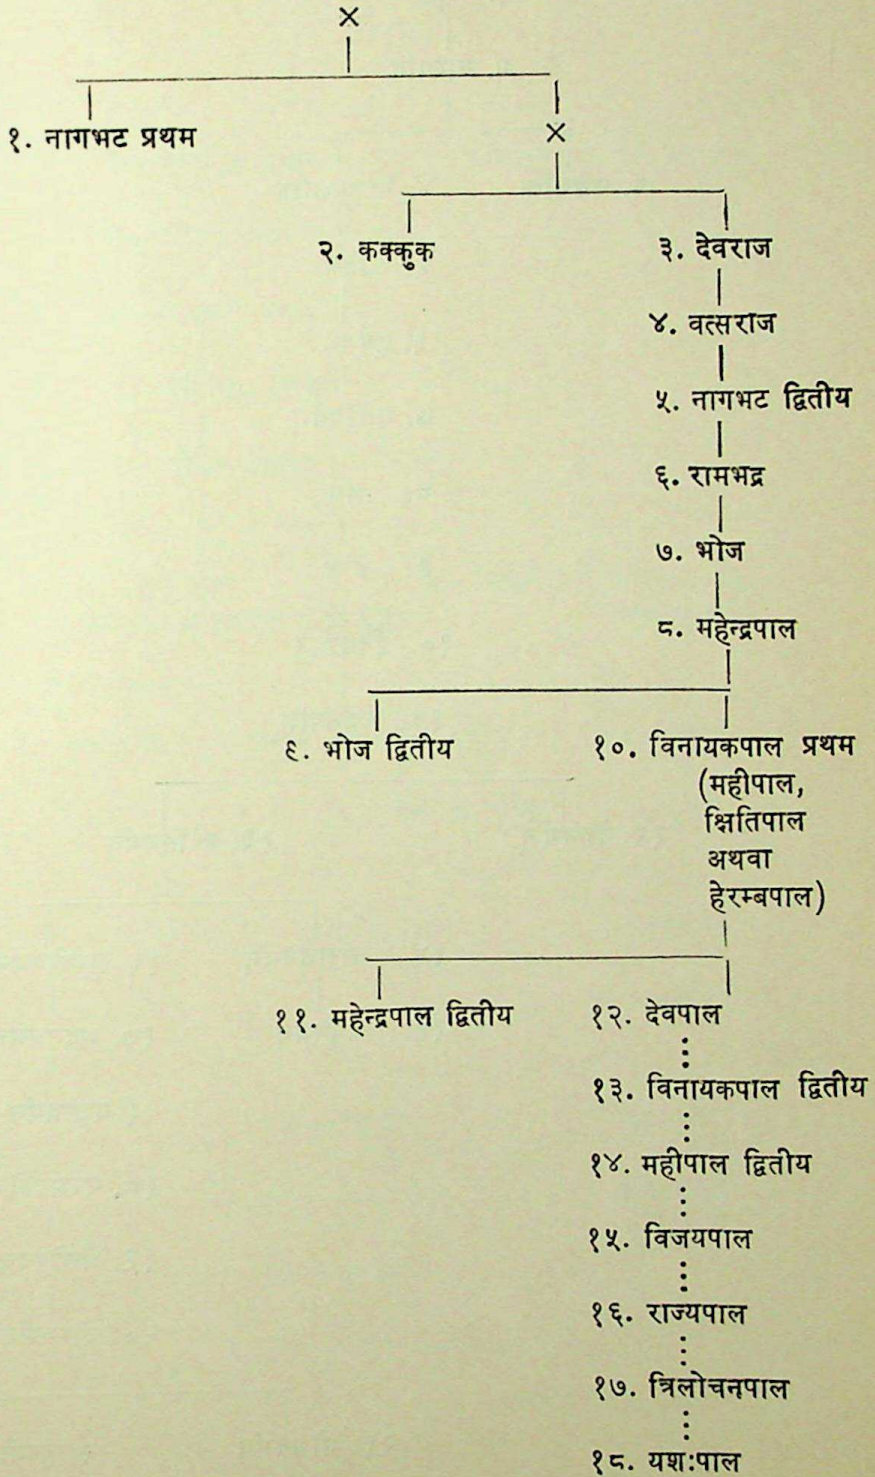 ×
१. नागभट प्रथम
×
२. कक्कुक
३. देवराज
४. वत्सराज
५. नागभट द्वितीय
६. रामभद्र
७. भोज
८. महेन्द्रपाल
९. भोज द्वितीय
१०. विनायकपाल प्रथम
(महीपाल,
क्षितिपाल
अथवा
हेरम्बपाल)
११. महेन्द्रपाल द्वितीय
१२. देवपाल
१३. विनायकपाल द्वितीय
१४. महीपाल द्वितीय
१५. विजयपाल
१६. राज्यपाल
१७. त्रिलोचनपाल
१८. यश:पाल